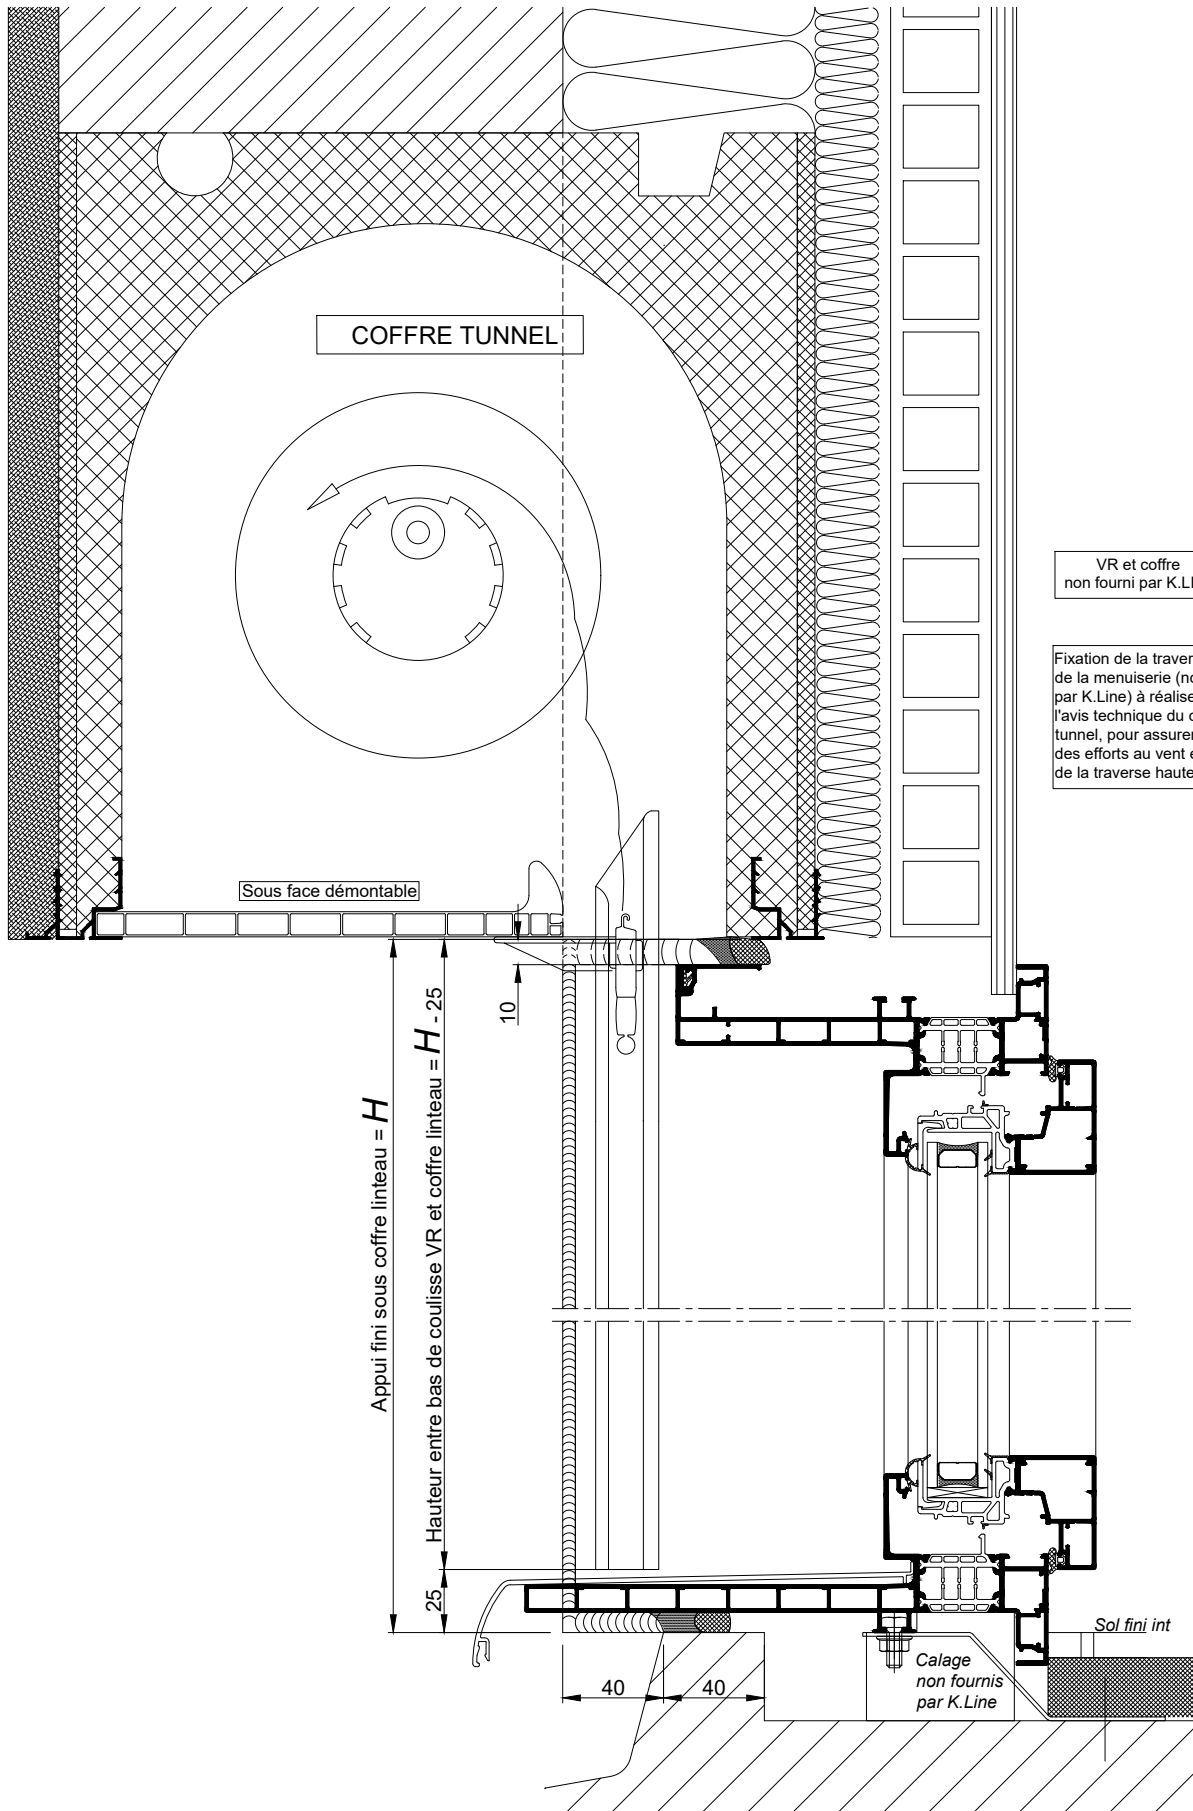 COFFRE TUNNEL
VR et coffre
non fourni par K.L
Fixation de la traver
de la menuiserie (no
par K.Line) à réalise
l'avis technique du
tunnel, pour assurer
des efforts au vent
de la traverse haute
Sous face démontable
10
Appui fini sous coffre linteau = H
Hauteur entre bas de coulisse VR et coffre linteau = H - 25
25
40
40
Calage
non fournis
par K.Line
Sol fini int